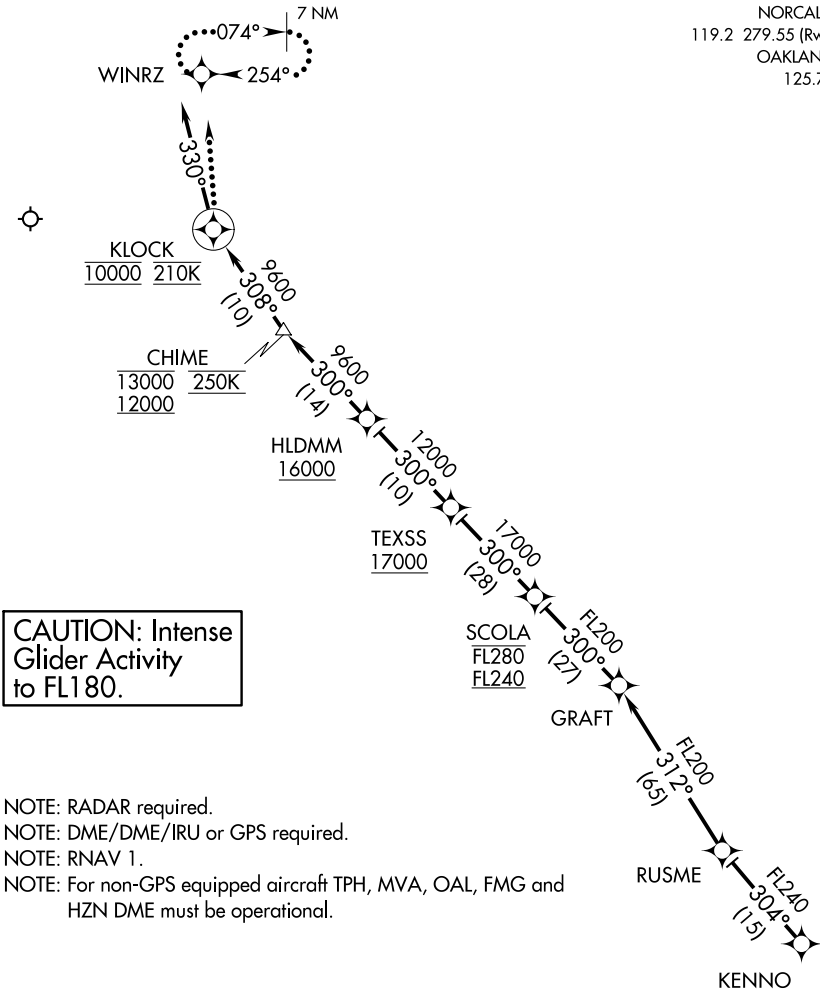 7 NM
NORCAL
119.2 279.55 (Rw
OAKLAN
125.7
074°
WINRZ
254°
330°
KLOCK
10000 210K
9600
308°
(10)
CHIME
13000 250K
12000
9600
300°
(14)
HLDMM
16000
12000
300°
(10)
TEXSS
17000
17000
300°
(28)
SCOLA
FL280
FL240
FL200
300°
(27)
GRAFT
CAUTION: Intense
Glider Activity
to FL180.
FL200
312°
(65)
NOTE: RADAR required.
NOTE: DME/DME/IRU or GPS required.
NOTE: RNAV 1.
NOTE: For non-GPS equipped aircraft TPH, MVA, OAL, FMG and
HZN DME must be operational.
RUSME
FL240
304°
(15)
KENNO